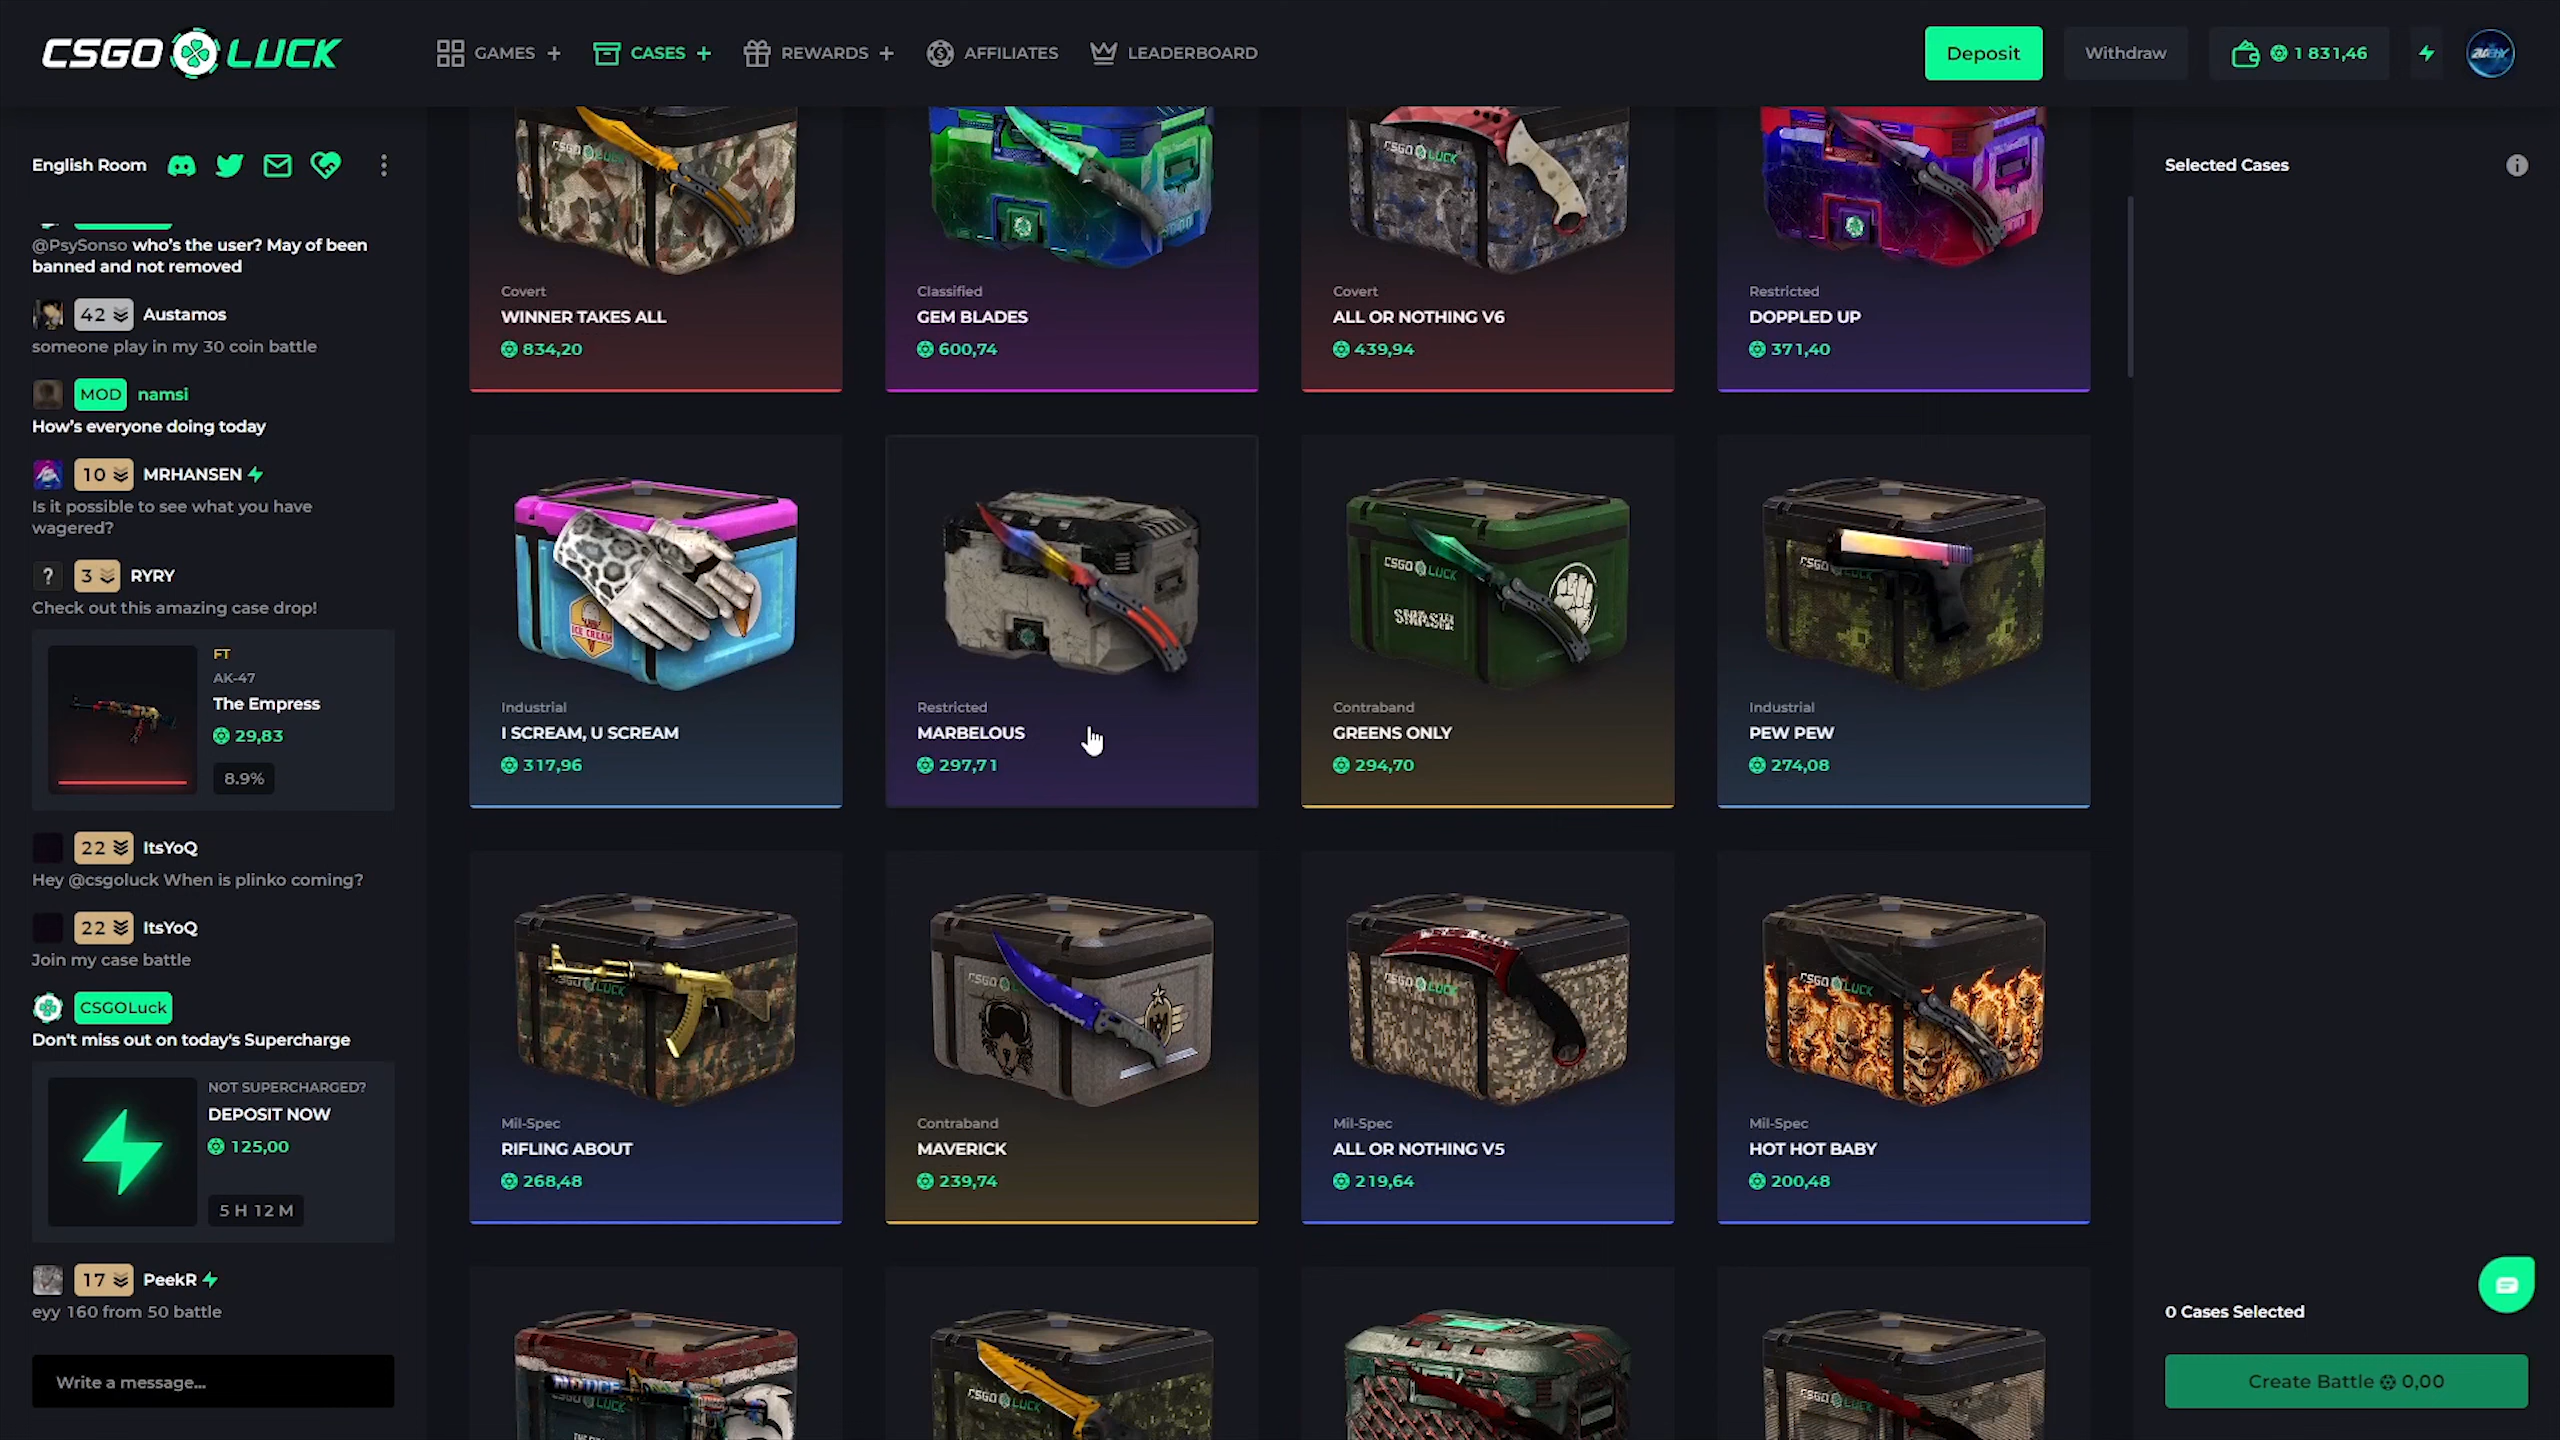 CSGO LUCK
GAMES
CASES
REWARDS
AFFILIATES
LEADERBOARD
Deposit
Withdraw
1 831,46
English Room
@PsySonso who's the user? May of been
banned and not removed
42 Austamos
someone play in my 30 coin battle
MOD namsi
How's everyone doing today
10 MRHANSEN
Is it possible to see what you have
wagered?
? 3 RYRY
Check out this amazing case drop!
FT
AK-47
The Empress
29,83
8.9%
22 ItsYoQ
Hey @csgoluck When is plinko coming?
22 ItsYoQ
Join my case battle
CSGOLuck
Don't miss out on today's Supercharge
NOT SUPERCHARGED?
DEPOSIT NOW
125,00
5 H 12 M
17 PeekR
eyy 160 from 50 battle
Write a message...
Covert
WINNER TAKES ALL
834,20
Classified
GEM BLADES
600,74
Covert
ALL OR NOTHING V6
439,94
Restricted
DOPPLED UP
371,40
ICE CREAM
Industrial
I SCREAM, U SCREAM
317,96
Restricted
MARBELOUS
297,71
CSGO LUCK
SMASH!
Contraband
GREENS ONLY
294,70
Industrial
PEW PEW
274,08
Mil-Spec
RIFLING ABOUT
268,48
Contraband
MAVERICK
239,74
Mil-Spec
ALL OR NOTHING V5
219,64
Mil-Spec
HOT HOT BABY
200,48
Selected Cases
0 Cases Selected
Create Battle 0,00